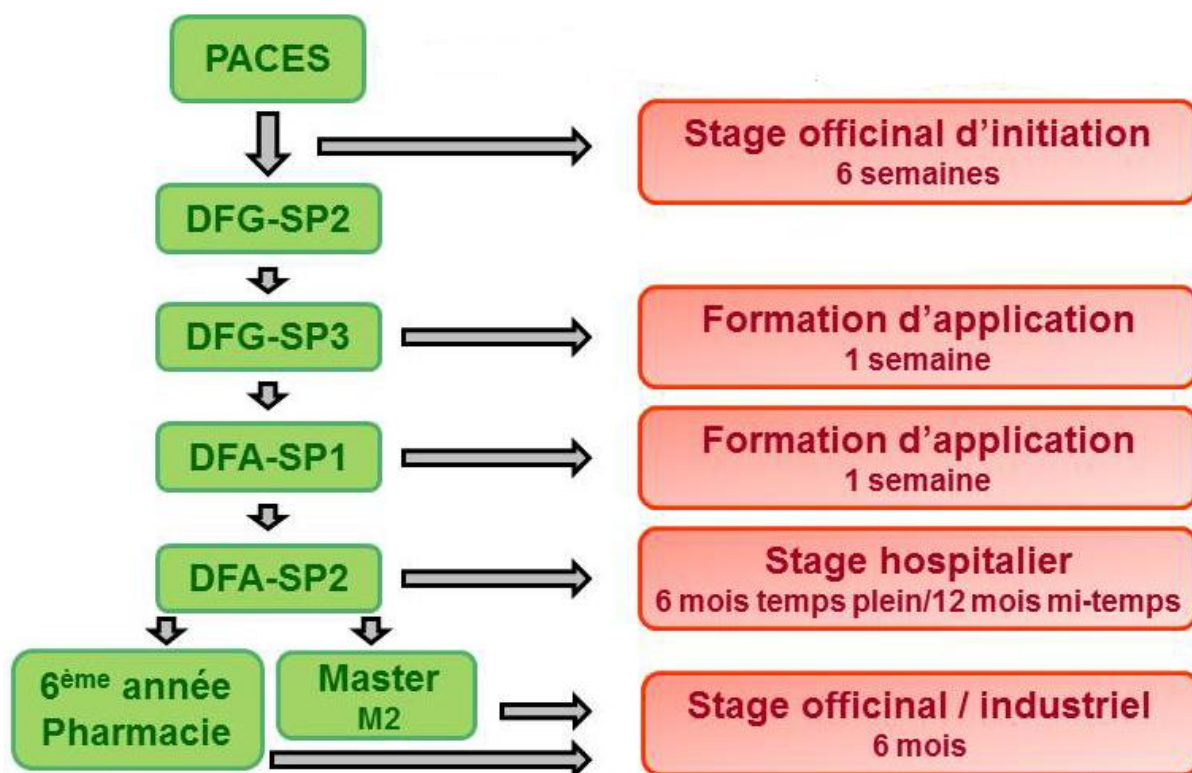 PACES
Stage officinal d'initiation
6 semaines
DFG-SP2
DFG-SP3
Formation d'application
1 semaine
DFA-SP1
Formation d'application
1 semaine
DFA-SP2
Stage hospitalier
6 mois temps plein/12 mois mi-temps
6ème année
Pharmacie
Master
M2
Stage officinal / industriel
6 mois